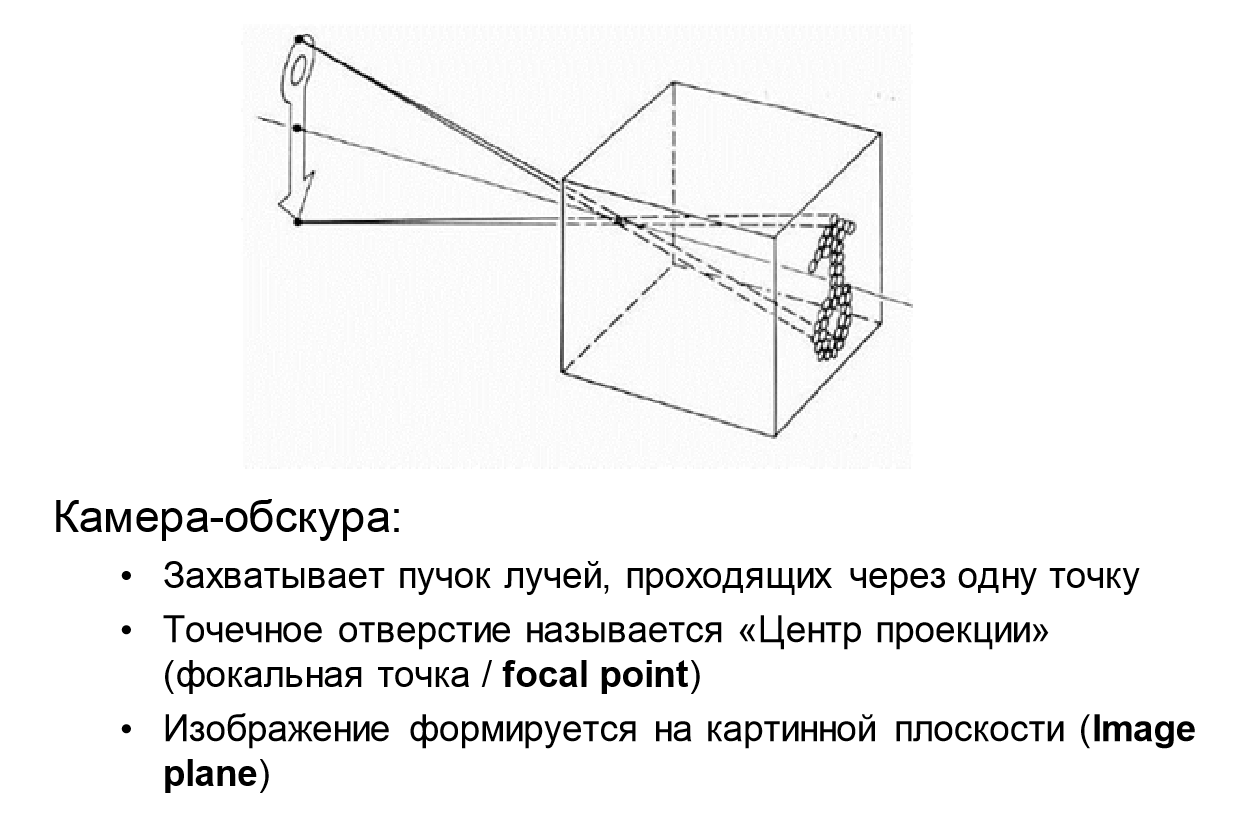 Камера-обскура:
• Захватывает пучок лучей, проходящих через одну точку
• Точечное отверстие называется «Центр проекции»
(фокальная точка / focal point)
• Изображение формируется на картинной плоскости (Image
plane)